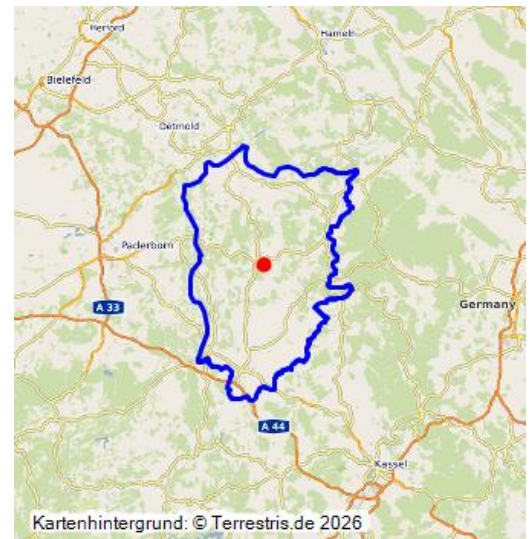 Herford
Hameln
Bielefeld
Detmold
Paderborn
A 33
Germany
A 44
Kassel
Kartenhintergrund: © Terrestris.de 2026